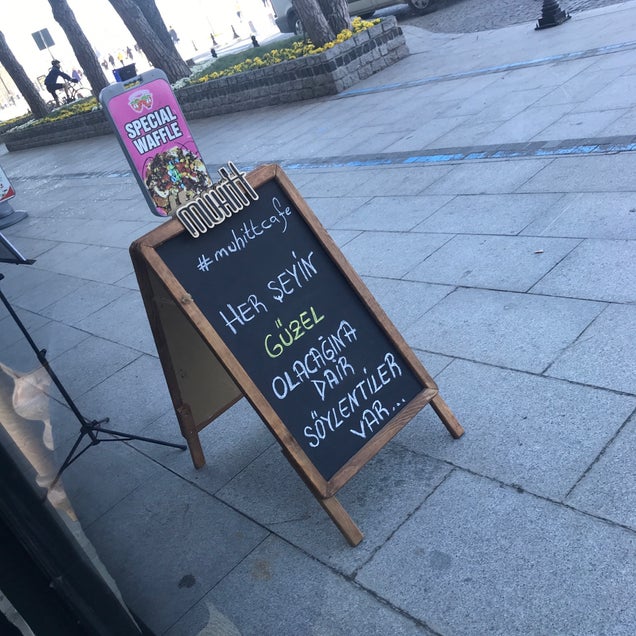 SPECIAL
WAFFLE
muhitt
#muhittcafe
HER ŞEYİN
GÜZEL
OLACAĞINA
DAİR
SÖYLENTİLER
VAR...